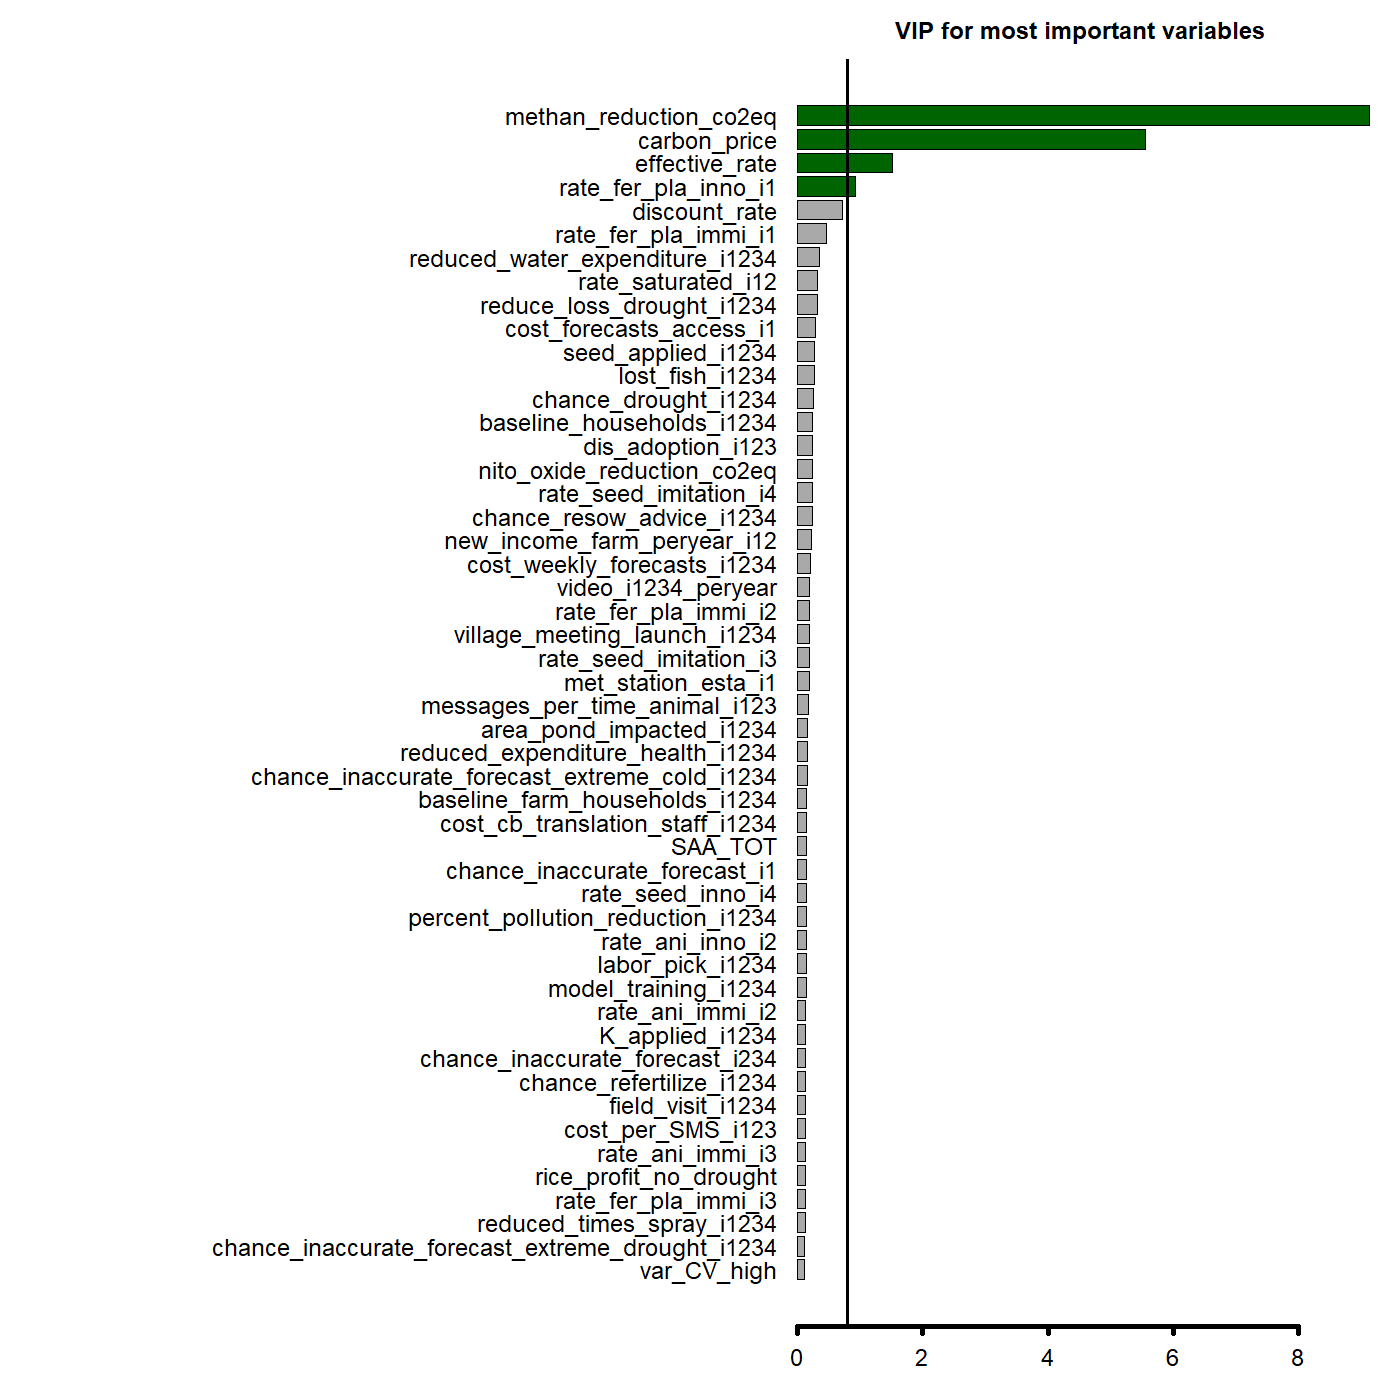 VIP for most important variables
methan_reduction_co2eq
carbon_price
effective_rate
rate_fer_pla_inno_i1
discount_rate
rate_fer_pla_immi_i1
reduced_water_expenditure_i1234
rate_saturated_i12
reduce_loss_drought_i1234
cost_forecasts_access_i1
seed_applied_i1234
lost_fish_i1234
chance_drought_i1234
baseline_households_i1234
dis_adoption_i123
nito_oxide_reduction_co2eq
rate_seed_imitation_i4
chance_resow_advice_i1234
new_income_farm_peryear_i12
cost_weekly_forecasts_i1234
video_i1234_peryear
rate_fer_pla_immi_i2
village_meeting_launch_i1234
rate_seed_imitation_i3
met_station_esta_i1
messages_per_time_animal_i123
area_pond_impacted_i1234
reduced_expenditure_health_i1234
chance_inaccurate_forecast_extreme_cold_i1234
baseline_farm_households_i1234
cost_cb_translation_staff_i1234
SAA_TOT
chance_inaccurate_forecast_i1
rate_seed_inno_i4
percent_pollution_reduction_i1234
rate_ani_inno_i2
labor_pick_i1234
model_training_i1234
rate_ani_immi_i2
K_applied_i1234
chance_inaccurate_forecast_i234
chance_refertilize_i1234
field_visit_i1234
cost_per_SMS_i123
rate_ani_immi_i3
rice_profit_no_drought
rate_fer_pla_immi_i3
reduced_times_spray_i1234
chance_inaccurate_forecast_extreme_drought_i1234
var_CV_high
0 2 4 6 8